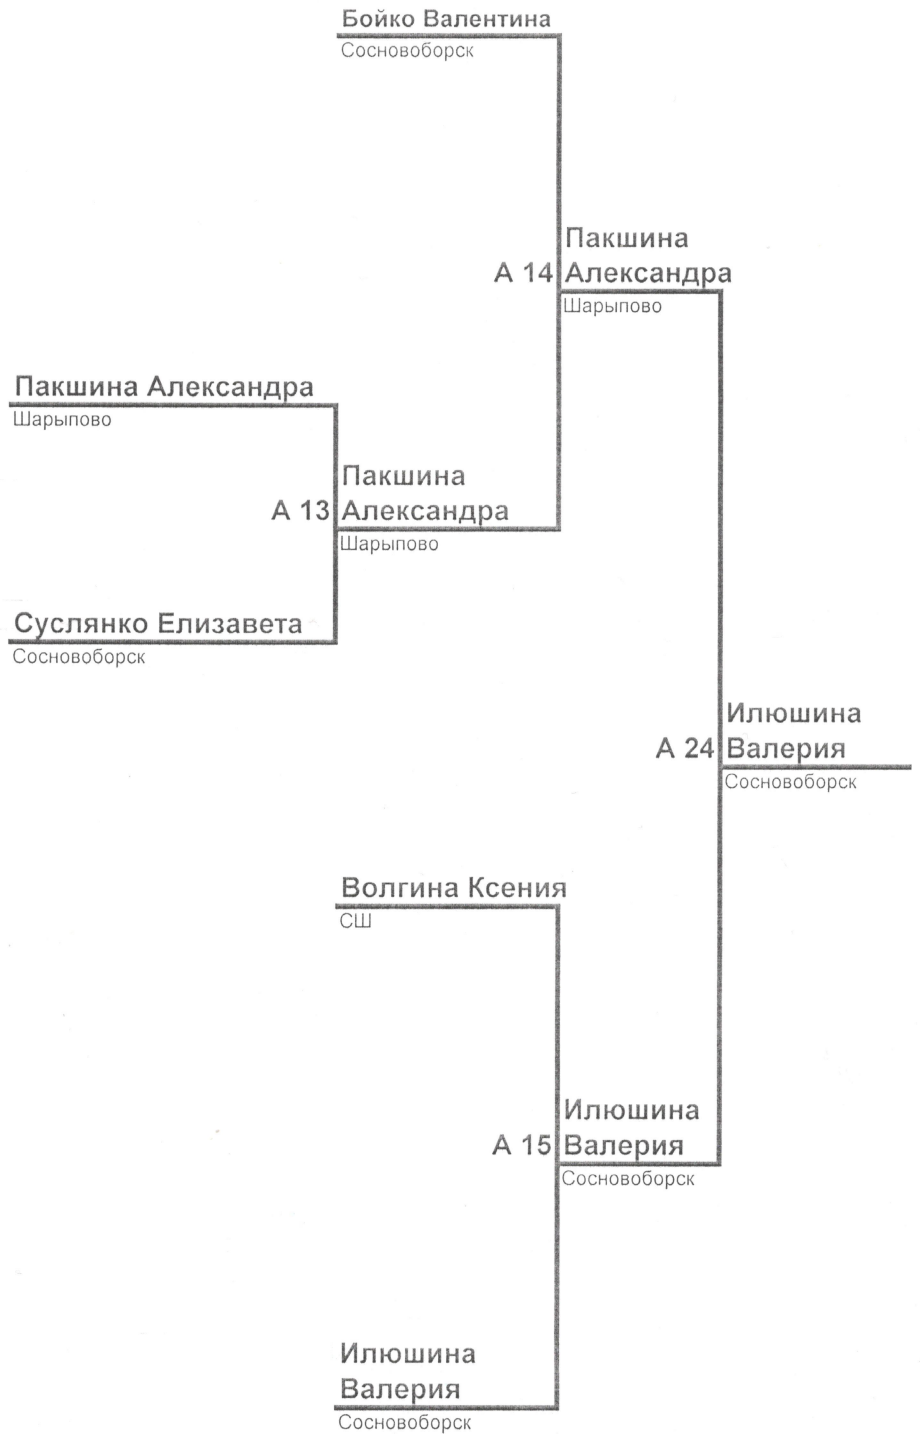 Бойко Валентина
Сосновоборск
Пакшина
А 14 Александра
Шарыпово
Пакшина Александра
Шарыпово
Пакшина
А 13 Александра
Шарыпово
Суслянко Елизавета
Сосновоборск
Илюшина
А 24 Валерия
Сосновоборск
Волгина Ксения
СШ
Илюшина
А 15 Валерия
Сосновоборск
Илюшина
Валерия
Сосновоборск